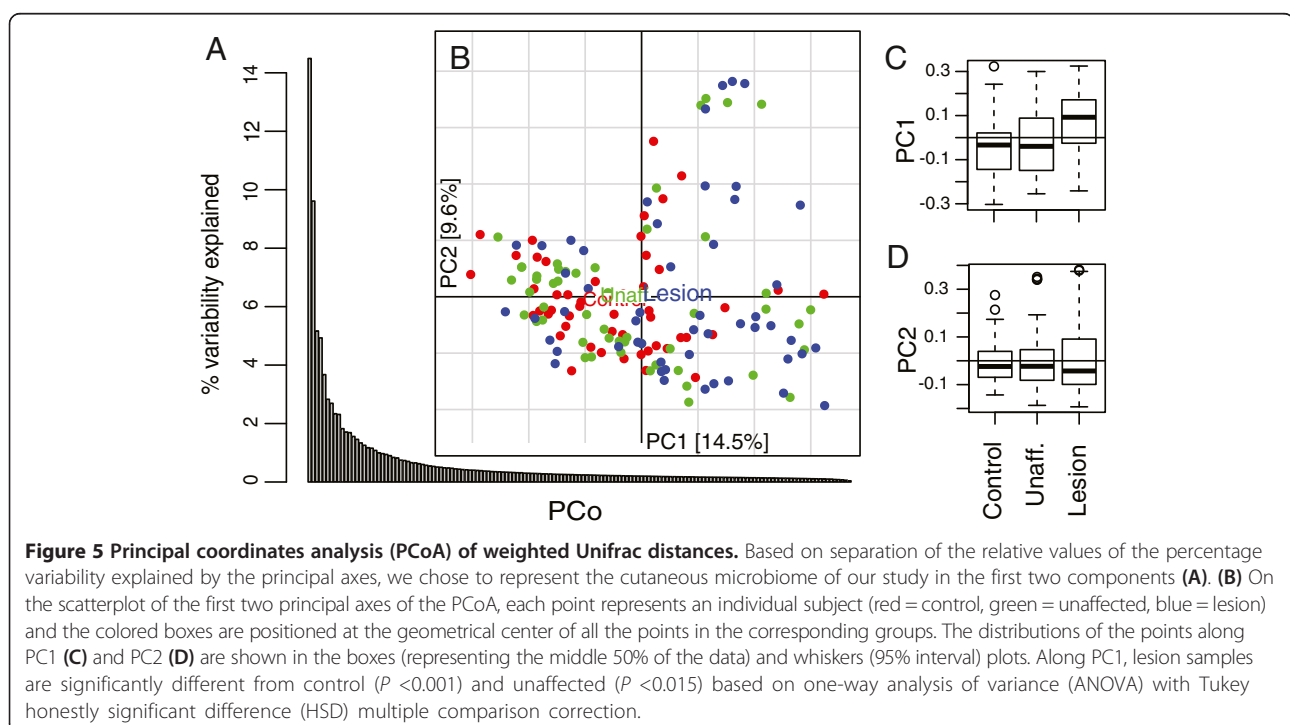 A
% variability explained
14
12
10
8
6
4
2
0
PCo
B
PC2 [9.6%]
PC1 [14.5%]
Control
Unaff.
Lesion
C
PC1
0.3
0.1
-0.1
-0.3
D
PC2
0.3
0.1
-0.1
Control
Unaff.
Lesion
Figure 5 Principal coordinates analysis (PCoA) of weighted Unifrac distances. Based on separation of the relative values of the percentage
variability explained by the principal axes, we chose to represent the cutaneous microbiome of our study in the first two components (A). (B) On
the scatterplot of the first two principal axes of the PCoA, each point represents an individual subject (red = control, green = unaffected, blue = lesion)
and the colored boxes are positioned at the geometrical center of all the points in the corresponding groups. The distributions of the points along
PC1 (C) and PC2 (D) are shown in the boxes (representing the middle 50% of the data) and whiskers (95% interval) plots. Along PC1, lesion samples
are significantly different from control (P <0.001) and unaffected (P <0.015) based on one-way analysis of variance (ANOVA) with Tukey
honestly significant difference (HSD) multiple comparison correction.